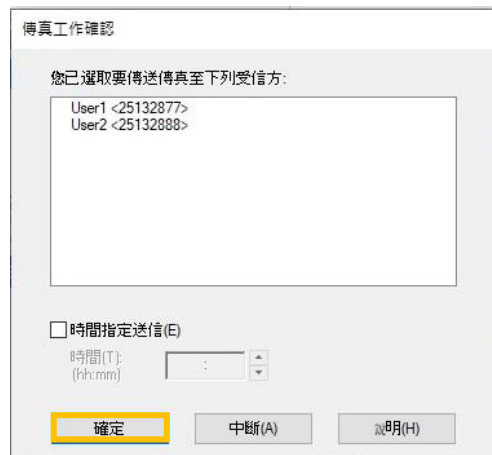 傳真工作確認
您已選取要傳送傳真至下列受信方:
User1 <25132877>
User2 <25132888>
時間指定送信(E)
時間(T):
(hh:mm)
:
確定 中斷(A) 說明(H)